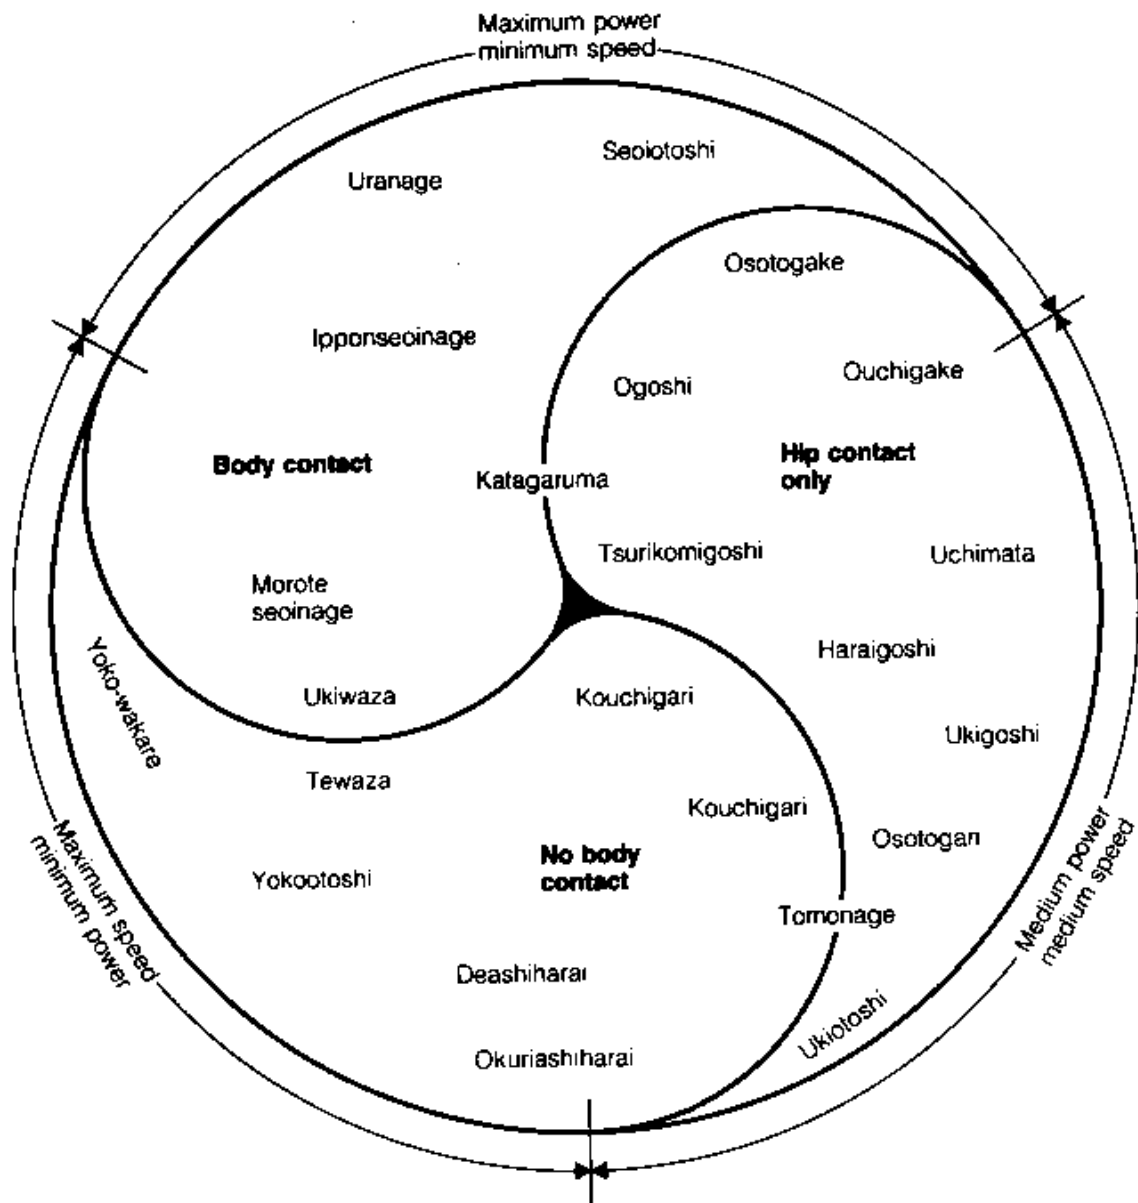 Maximum power
minimum speed
Seoiotoshi
Uranage
Osotogake
Ipponseoinage
Ouchigake
Ogoshi
Body contact
Hip contact
only
Katagaruma
Tsurikomigoshi
Uchimata
Morote
seoinage
Haraigoshi
Yoko-wakare
Ukiwaza
Kouchigari
Ukigoshi
Tewaza
Kouchigari
Osotogari
No body
contact
Yokootoshi
Maximum speed
minimum power
Medium power
medium speed
Tomonage
Deashiharai
Ukiotoshi
Okuriashiharai